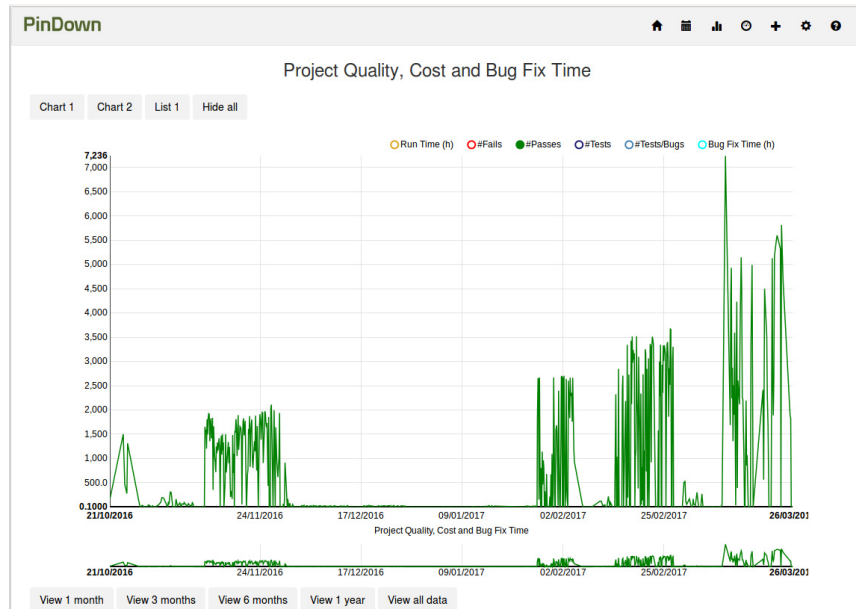 PinDown
Project Quality, Cost and Bug Fix Time
Chart 1 Chart 2 List 1 Hide all
Run Time (h) #Fails #Passes #Tests #Tests/Bugs Bug Fix Time (h)
7,236
7,000
6,500
6,000
5,500
5,000
4,500
4,000
3,500
3,000
2,500
2,000
1,500
1,000
500.0
0.1000
21/10/2016 24/11/2016 17/12/2016 09/01/2017 02/02/2017 25/02/2017 26/03/201
Project Quality, Cost and Bug Fix Time
21/10/2016 24/11/2016 17/12/2016 09/01/2017 02/02/2017 25/02/2017 26/03/201
View 1 month View 3 months View 6 months View 1 year View all data